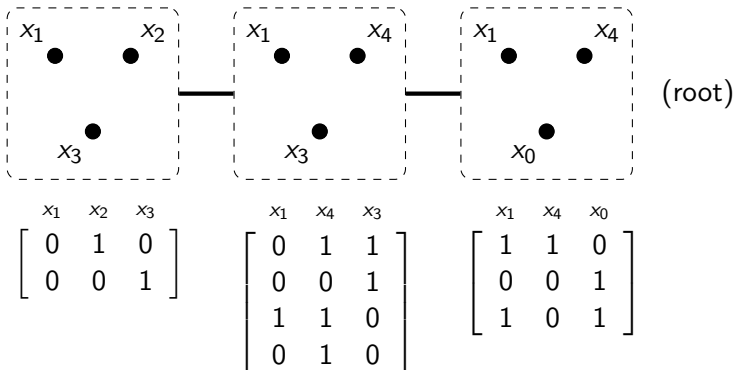 x₁ x₂ x₁ x₄ x₁ x₄
(root)
x₃ x₃ x₀
x₁ x₂ x₃ x₁ x₄ x₃ x₁ x₄ x₀
0 1 0 0 1 1 1 1 0
0 0 1 0 0 1 0 0 1
1 1 0 1 0 1
0 1 0